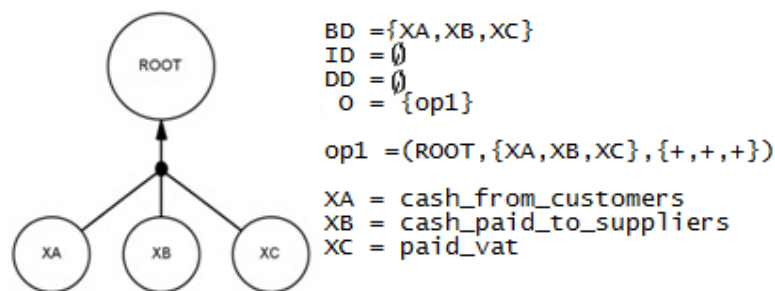 ROOT
XA
XB
XC
BD ={XA,XB,XC}
ID =∅
DD =∅
O = {op1}
op1 =(ROOT,{XA,XB,XC},{+,+,+})
XA = cash_from_customers
XB = cash_paid_to_suppliers
XC = paid_vat